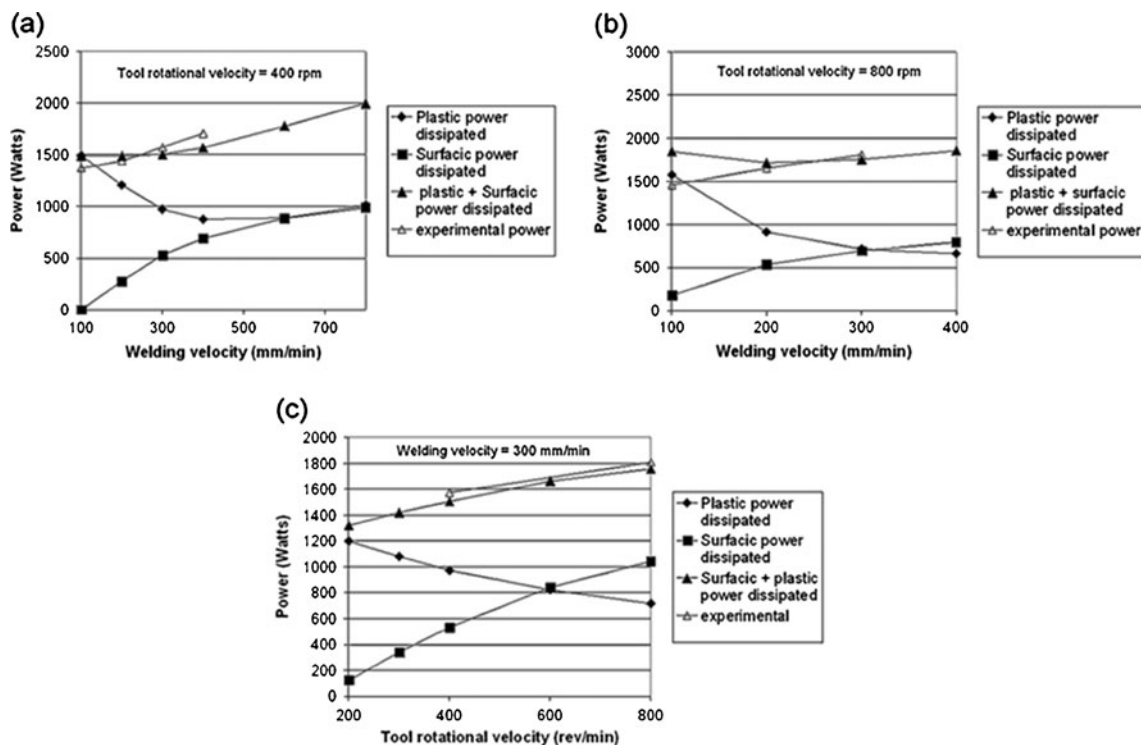 (a)
2500
2000
1500
1000
500
0
Power (Watts)
Tool rotational velocity = 400 rpm
100 300 500 700
Welding velocity (mm/min)
Plastic power
dissipated
Surfacic power
dissipated
plastic + Surfacic
power dissipated
experimental power
(b)
3000
2500
2000
1500
1000
500
0
Power (Watts)
Tool rotational velocity = 800 rpm
100 200 300 400
Welding velocity (mm/min)
Plastic power
dissipated
Surfacic power
dissipated
plastic + surfacic
power dissipated
experimental power
(c)
2000
1800
1600
1400
1200
1000
800
600
400
200
0
Power (Watts)
Welding velocity = 300 mm/min
200 400 600 800
Tool rotational velocity (rev/min)
Plastic power
dissipated
Surfacic power
dissipated
Surfacic + plastic
power dissipated
experimental